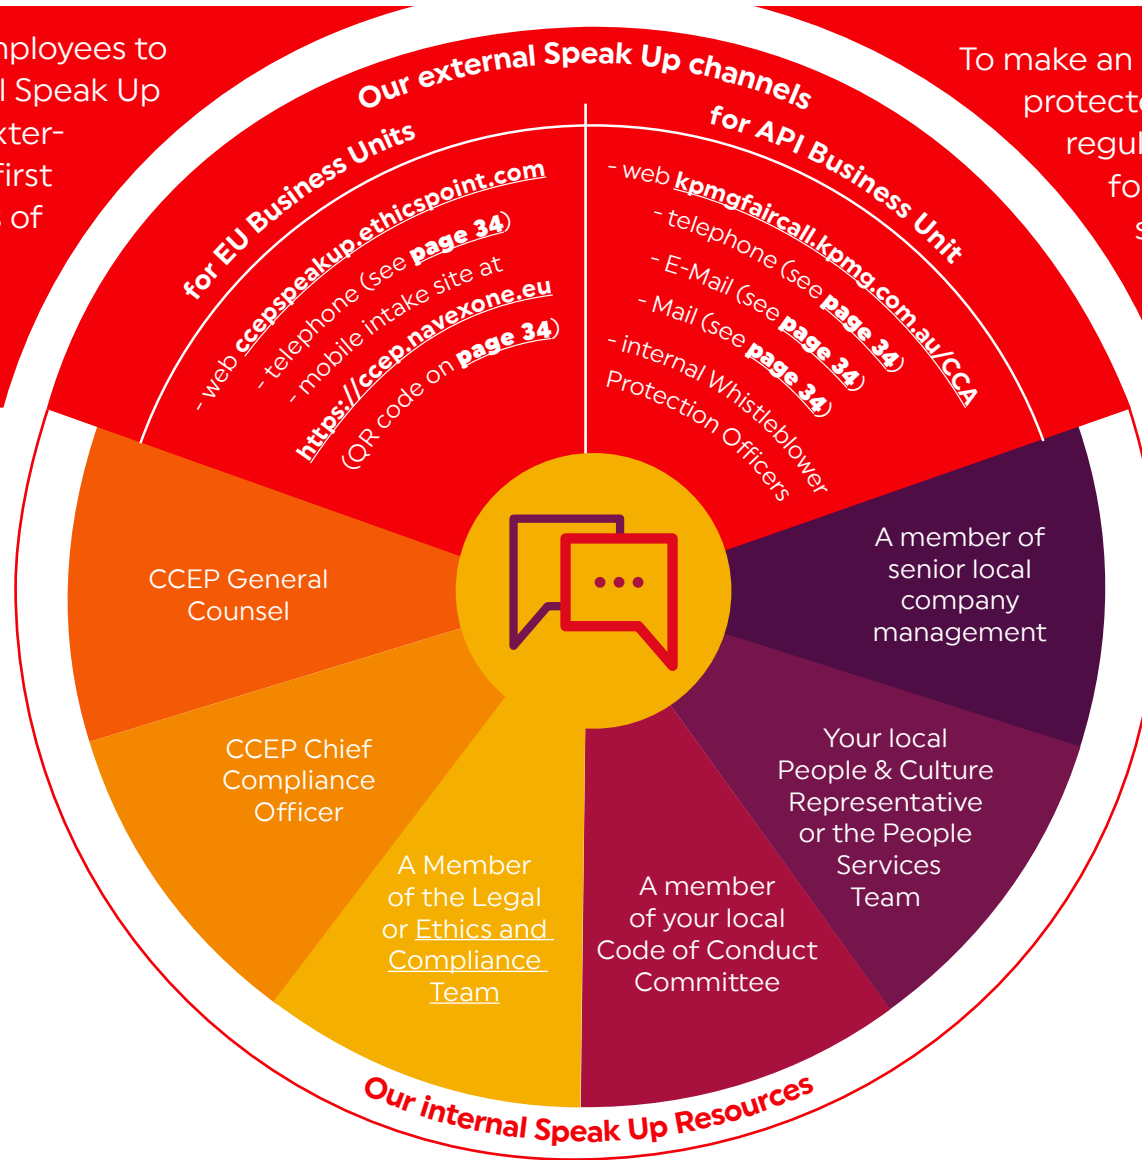 mployees to
l Speak Up
xter-
first
s of
To make an
protecte
regul
fo
s
Our external Speak Up channels
for EU Business Units
- web ccepspeakup.ethicspoint.com
- telephone (see page 34)
- mobile intake site at
https://ccep.navexone.eu
(QR code on page 34)
for API Business Unit
- web kpmgfaircall.kpmg.com.au/CCA
- telephone (see page 34)
- E-Mail (see page 34)
- Mail (see page 34)
- internal Whistleblower
Protection Officers
CCEP General
Counsel
CCEP Chief
Compliance
Officer
A Member
of the Legal
or Ethics and
Compliance
Team
A member
of your local
Code of Conduct
Committee
Your local
People & Culture
Representative
or the People
Services
Team
A member of
senior local
company
management
Our internal Speak Up Resources